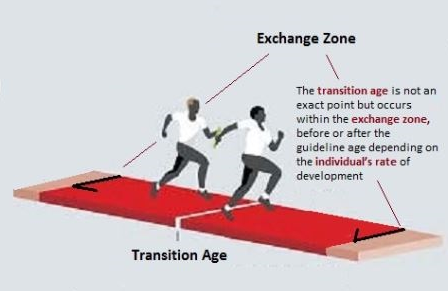 Exchange Zone
The transition age is not an
exact point but occurs
within the exchange zone,
before or after the
guideline age depending on
the individual's rate of
development
Transition Age